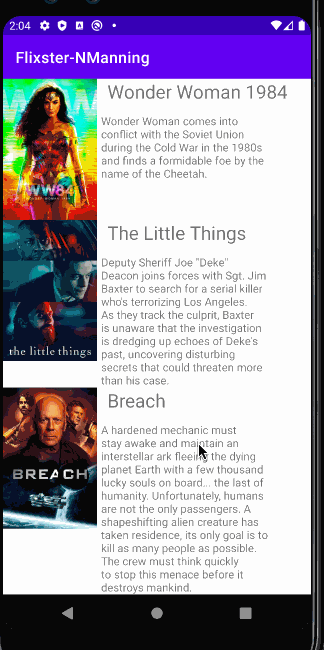 2:04
Flixster-NManning
Wonder Woman 1984
Wonder Woman comes into
conflict with the Soviet Union
during the Cold War in the 1980s
and finds a formidable foe by the
name of the Cheetah.
WW84
The Little Things
Deputy Sheriff Joe "Deke"
Deacon joins forces with Sgt. Jim
Baxter to search for a serial killer
who's terrorizing Los Angeles.
As they track the culprit, Baxter
is unaware that the investigation
is dredging up echoes of Deke's
past, uncovering disturbing
secrets that could threaten more
than his case.
the little things
Breach
A hardened mechanic must
stay awake and maintain an
interstellar ark fleeing the dying
planet Earth with a few thousand
lucky souls on board... the last of
humanity. Unfortunately, humans
are not the only passengers. A
shapeshifting alien creature has
taken residence, its only goal is to
kill as many people as possible.
The crew must think quickly
to stop this menace before it
destroys mankind.
BREACH